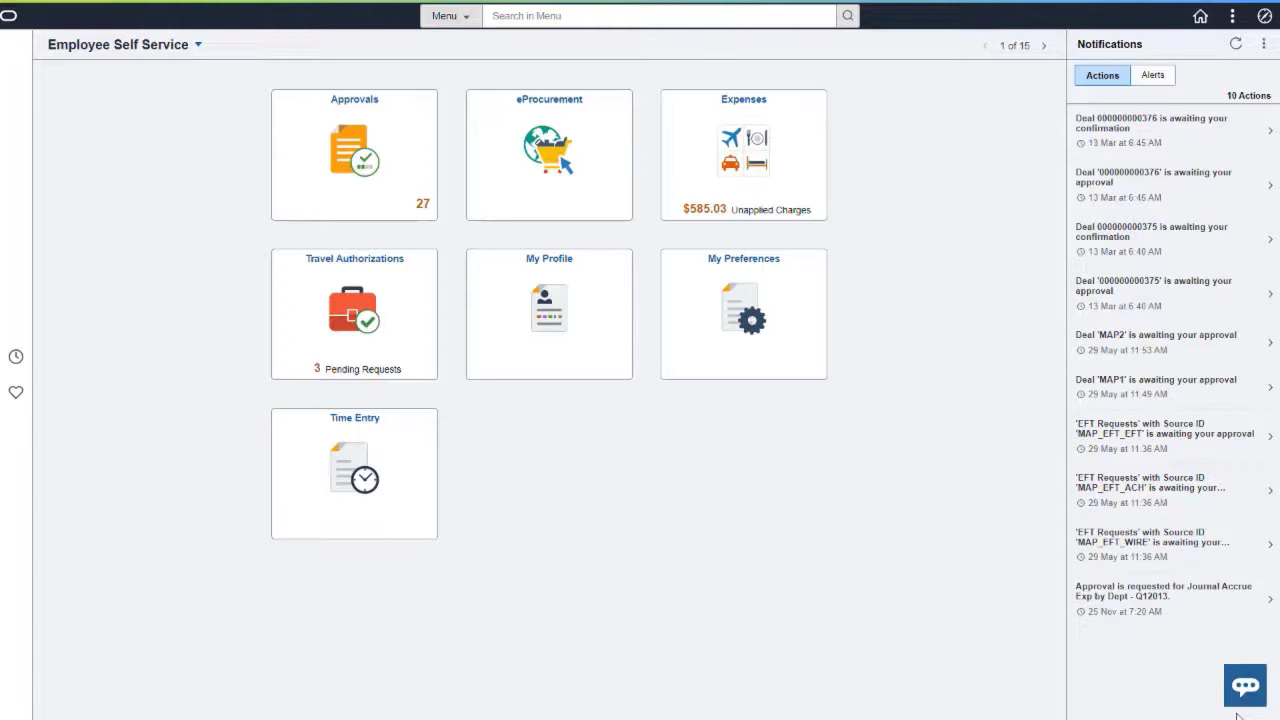 Menu
Search in Menu
Employee Self Service
1 of 15
Approvals
27
eProcurement
Expenses
$585.03 Unapplied Charges
Travel Authorizations
3 Pending Requests
My Profile
My Preferences
Time Entry
Notifications
Actions
Alerts
10 Actions
Deal 000000000376 is awaiting your
confirmation
13 Mar at 6:45 AM
Deal '000000000376' is awaiting your
approval
13 Mar at 6:45 AM
Deal 000000000375 is awaiting your
confirmation
13 Mar at 6:40 AM
Deal '000000000375' is awaiting your
approval
13 Mar at 6:40 AM
Deal 'MAP2' is awaiting your approval
29 May at 11:53 AM
Deal 'MAP1' is awaiting your approval
29 May at 11:49 AM
'EFT Requests' with Source ID
'MAP_EFT_EFT' is awaiting your approval
29 May at 11:36 AM
'EFT Requests' with Source ID
'MAP_EFT_ACH' is awaiting your...
29 May at 11:36 AM
'EFT Requests' with Source ID
'MAP_EFT_WIRE' is awaiting your...
29 May at 11:36 AM
Approval is requested for Journal Accrue
Exp by Dept - Q12013.
25 Nov at 7:20 AM